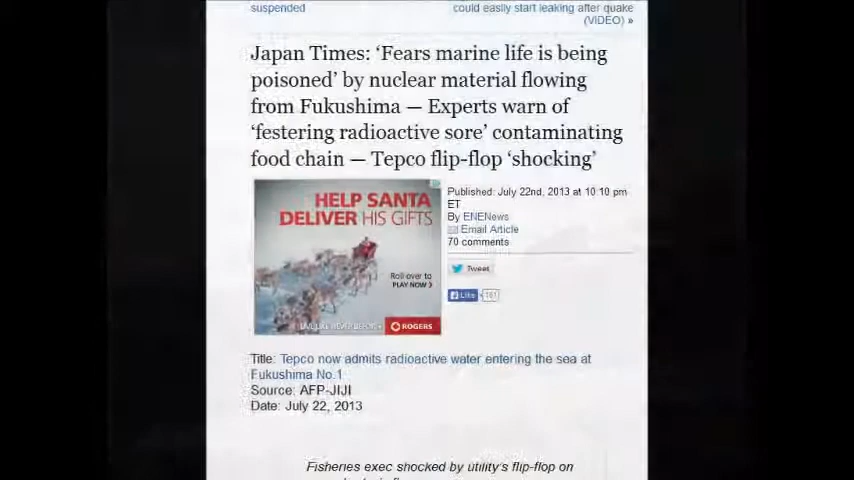 suspended
could easily start leaking after quake
(VIDEO) »
Japan Times: ‘Fears marine life is being
poisoned’ by nuclear material flowing
from Fukushima — Experts warn of
‘festering radioactive sore’ contaminating
food chain — Tepco flip-flop ‘shocking’
HELP SANTA
DELIVER HIS GIFTS
Roll over to
PLAY NOW
ROGERS
Published: July 22nd, 2013 at 10:10 pm
ET
By ENENews
Email Article
70 comments
Tweet
Like
Title: Tepco now admits radioactive water entering the sea at
Fukushima No.1
Source: AFP-JIJI
Date: July 22, 2013
Fisheries exec shocked by utility’s flip-flop on